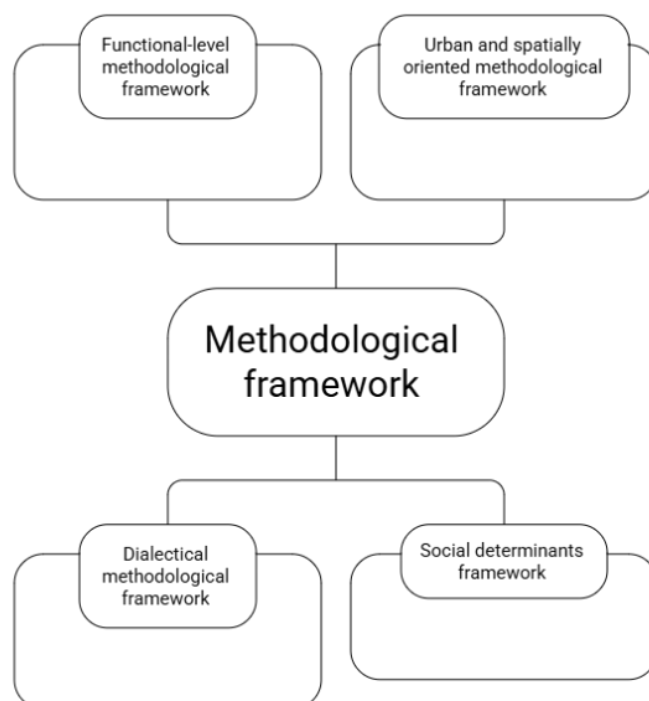 Functional-level
methodological
framework
Urban and spatially
oriented methodological
framework
Methodological
framework
Dialectical
methodological
framework
Social determinants
framework